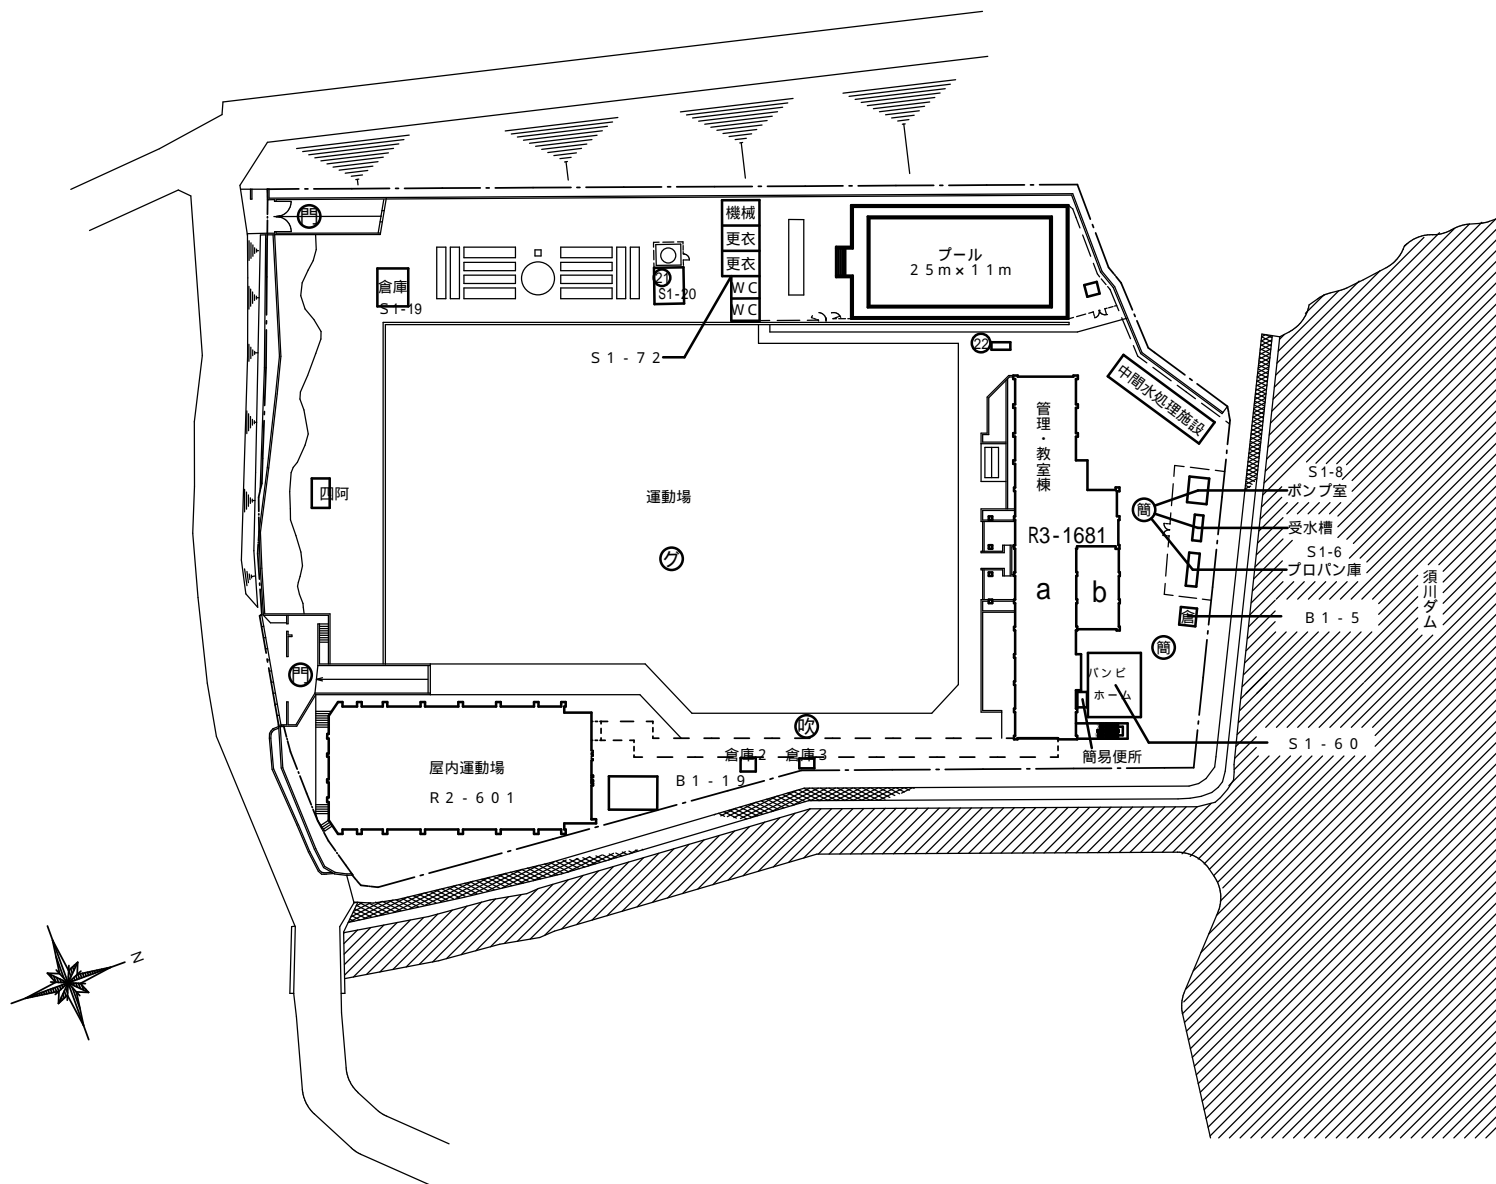 門
機械
更衣
更衣
WC
WC
プール
25m×11m
倉庫
S1-19
21
S1-20
S1-72
22
中間水処理施設
管理・教室棟
四阿
運動場
グ
R3-1681
a
b
簡
S1-8
ポンプ室
受水槽
S1-6
プロパン庫
須川ダム
倉
B1-5
簡
門
バンビ
ホーム
吹
S1-60
倉庫2
倉庫3
簡易便所
屋内運動場
R2-601
B1-19
N